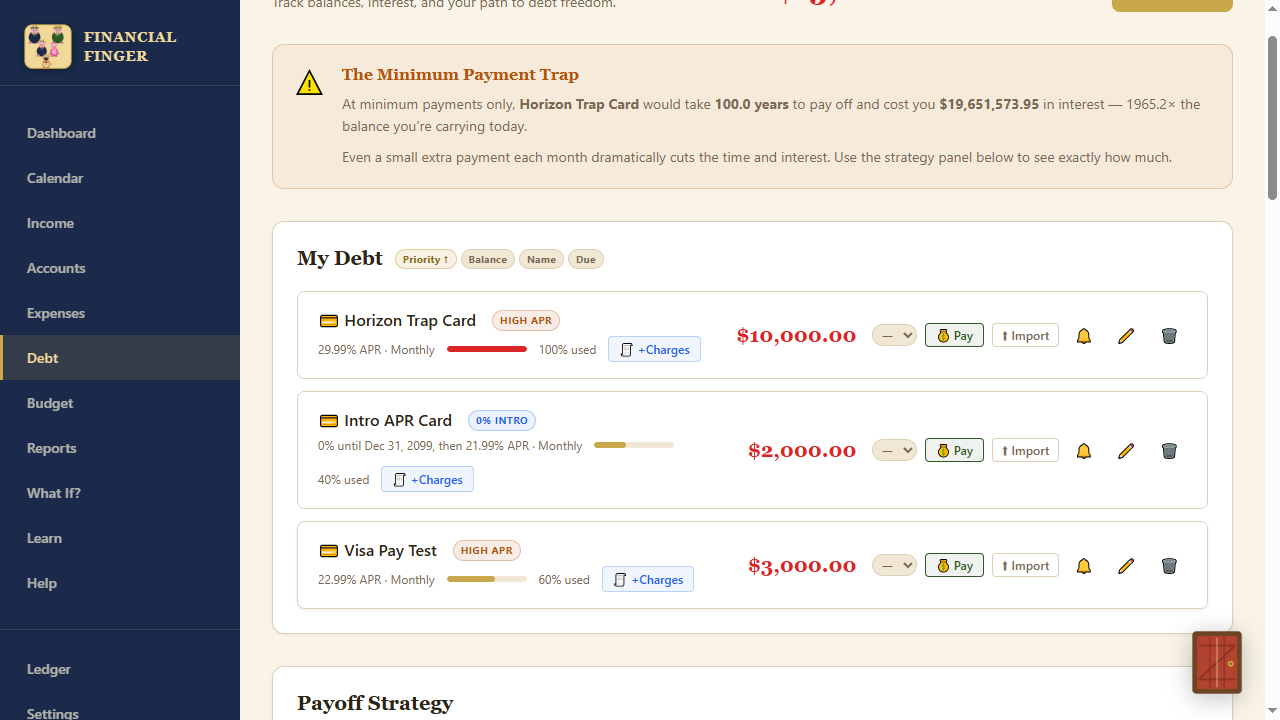 FINANCIAL
FINGER
Dashboard
Calendar
Income
Accounts
Expenses
Debt
Budget
Reports
What If?
Learn
Help
Ledger
Settings
Track balances, interest, and your path to debt freedom.
The Minimum Payment Trap
At minimum payments only, Horizon Trap Card would take 100.0 years to pay off and cost you $19,651,573.95 in interest — 1965.2× the
balance you're carrying today.
Even a small extra payment each month dramatically cuts the time and interest. Use the strategy panel below to see exactly how much.
My Debt Priority ↑ Balance Name Due
Horizon Trap Card HIGH APR
29.99% APR · Monthly 100% used +Charges
$10,000.00 — Pay ⬆ Import
Intro APR Card 0% INTRO
0% until Dec 31, 2099, then 21.99% APR · Monthly
40% used +Charges
$2,000.00 — Pay ⬆ Import
Visa Pay Test HIGH APR
22.99% APR · Monthly 60% used +Charges
$3,000.00 — Pay ⬆ Import
Payoff Strategy